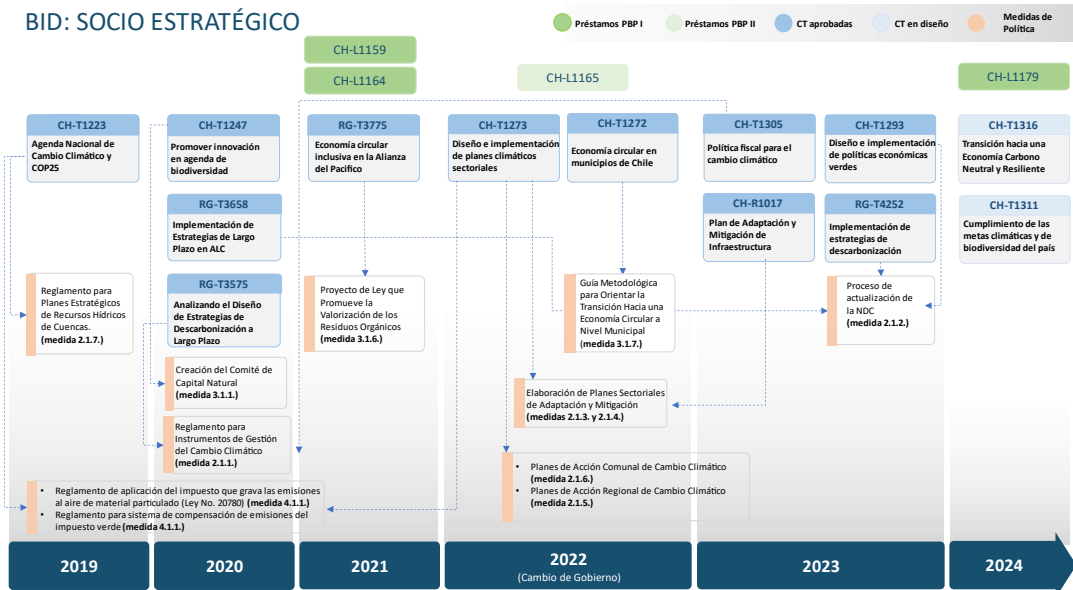 BID: SOCIO ESTRATÉGICO
Préstamos PBP I
Préstamos PBP II
CT aprobadas
CT en diseño
Medidas de
Política
CH-L1159
CH-L1164
CH-L1165
CH-L1179
CH-T1223
Agenda Nacional de
Cambio Climático y
COP25
CH-T1247
Promover innovación
en agenda de
biodiversidad
RG-T3775
Economía circular
inclusiva en la Alianza
del Pacifico
CH-T1273
Diseño e implementación
de planes climáticos
sectoriales
CH-T1272
Economía circular en
municipios de Chile
CH-T1305
Política fiscal para el
cambio climático
CH-T1293
Diseño e implementación
de políticas económicas
verdes
CH-T1316
Transición hacia una
Economía Carbono
Neutral y Resiliente
RG-T3658
Implementación de
Estrategias de Largo
Plazo en ALC
CH-R1017
Plan de Adaptación y
Mitigación de
Infraestructura
RG-T4252
Implementación de
estrategias de
descarbonización
CH-T1311
Cumplimiento de las
metas climáticas y de
biodiversidad del país
Reglamento para
Planes Estratégicos
de Recursos Hídricos
de Cuencas.
(medida 2.1.7.)
RG-T3575
Analizando el Diseño
de Estrategias de
Descarbonización a
Largo Plazo
Proyecto de Ley que
Promueve la
Valorización de los
Residuos Orgánicos
(medida 3.1.6.)
Guía Metodológica
para Orientar la
Transición Hacia una
Economía Circular a
Nivel Municipal
(medida 3.1.7.)
Proceso de
actualización de
la NDC
(medida 2.1.2.)
Creación del Comité de
Capital Natural
(medida 3.1.1.)
Elaboración de Planes Sectoriales
de Adaptación y Mitigación
(medidas 2.1.3. y 2.1.4.)
Reglamento para
Instrumentos de Gestión
del Cambio Climático
(medida 2.1.1.)
• Planes de Acción Comunal de Cambio Climático
(medida 2.1.6.)
• Planes de Acción Regional de Cambio Climático
(medida 2.1.5.)
• Reglamento de aplicación del impuesto que grava las emisiones
al aire de material particulado (Ley No. 20780) (medida 4.1.1.)
• Reglamento para sistema de compensación de emisiones del
impuesto verde (medida 4.1.1.)
2019
2020
2021
2022
(Cambio de Gobierno)
2023
2024